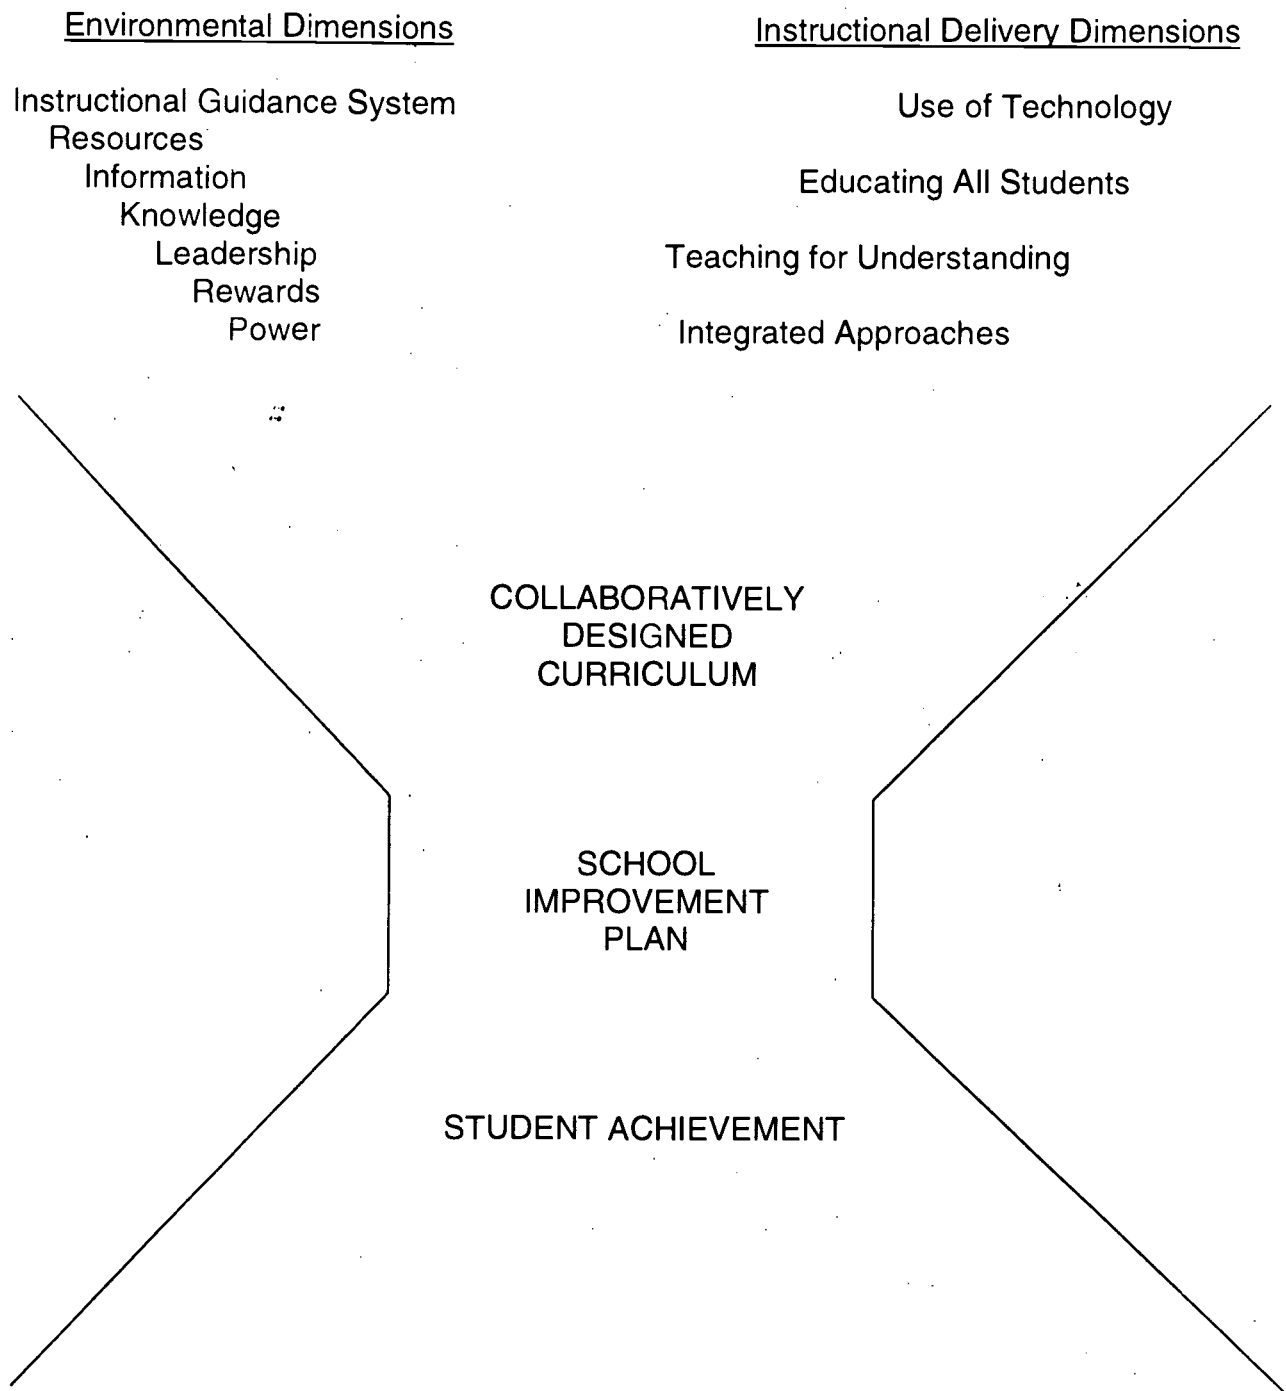 Environmental Dimensions
Instructional Guidance System
Resources
Information
Knowledge
Leadership
Rewards
Power
Instructional Delivery Dimensions
Use of Technology
Educating All Students
Teaching for Understanding
Integrated Approaches
COLLABORATIVELY
DESIGNED
CURRICULUM
SCHOOL
IMPROVEMENT
PLAN
STUDENT ACHIEVEMENT